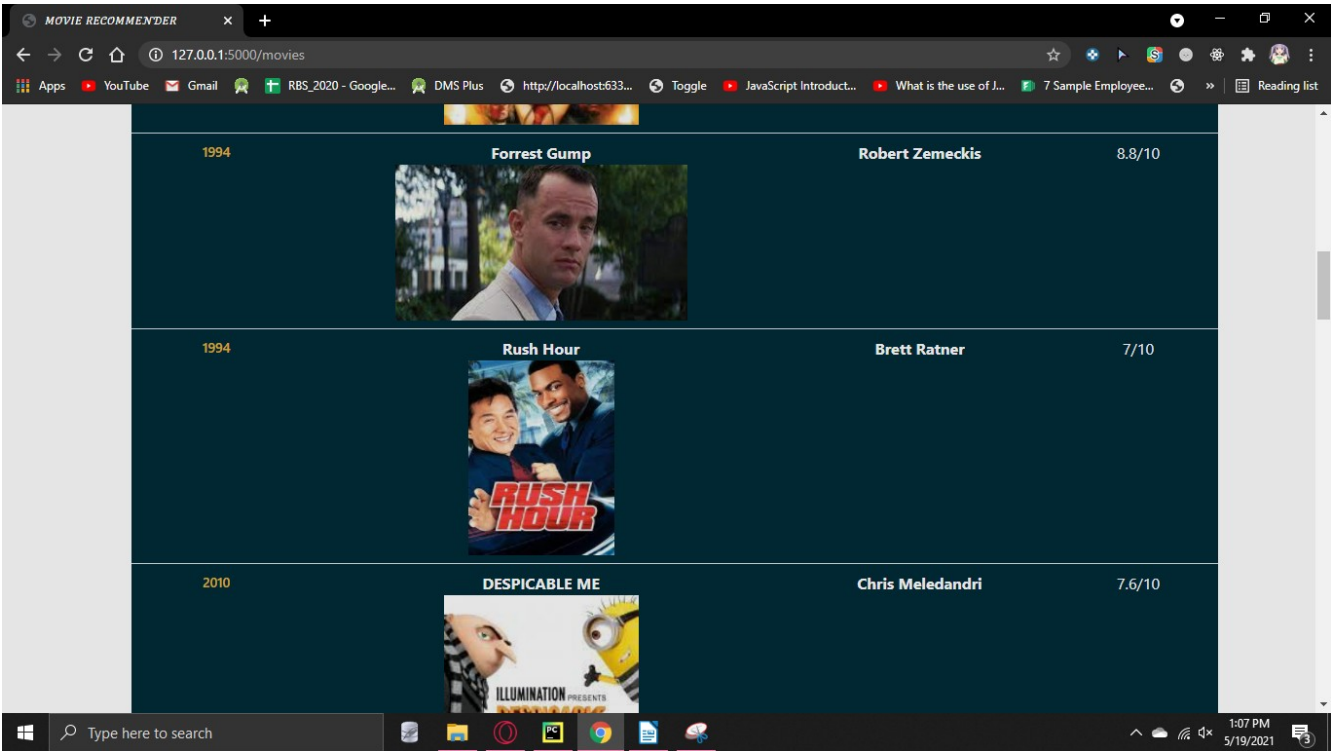 MOVIE RECOMMENDER
127.0.0.1:5000/movies
Apps YouTube Gmail RBS_2020 - Google... DMS Plus http://localhost:633... Toggle JavaScript Introduct... What is the use of J... 7 Sample Employee... » Reading list
1994 Forrest Gump Robert Zemeckis 8.8/10
1994 Rush Hour Brett Ratner 7/10
RUSH
HOUR
2010 DESPICABLE ME Chris Meledandri 7.6/10
ILLUMINATION PRESENTS
DESPICABLE
Type here to search
PC
1:07 PM
5/19/2021
3